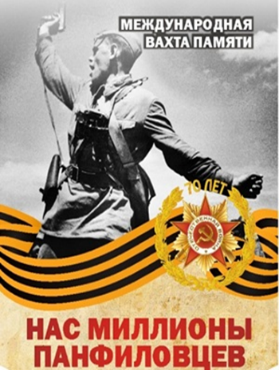 МЕЖДУНАРОДНАЯ
ВАХТА ПАМЯТИ
70 ЛЕТ
НАС МИЛЛИОНЫ
ПАНФИЛОВЦЕВ